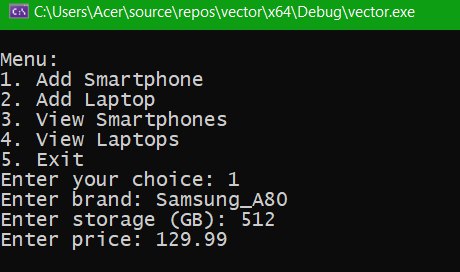 C:\Users\Acer\source\repos\vector\x64\Debug\vector.exe
Menu:
1. Add Smartphone
2. Add Laptop
3. View Smartphones
4. View Laptops
5. Exit
Enter your choice: 1
Enter brand: Samsung_A80
Enter storage (GB): 512
Enter price: 129.99